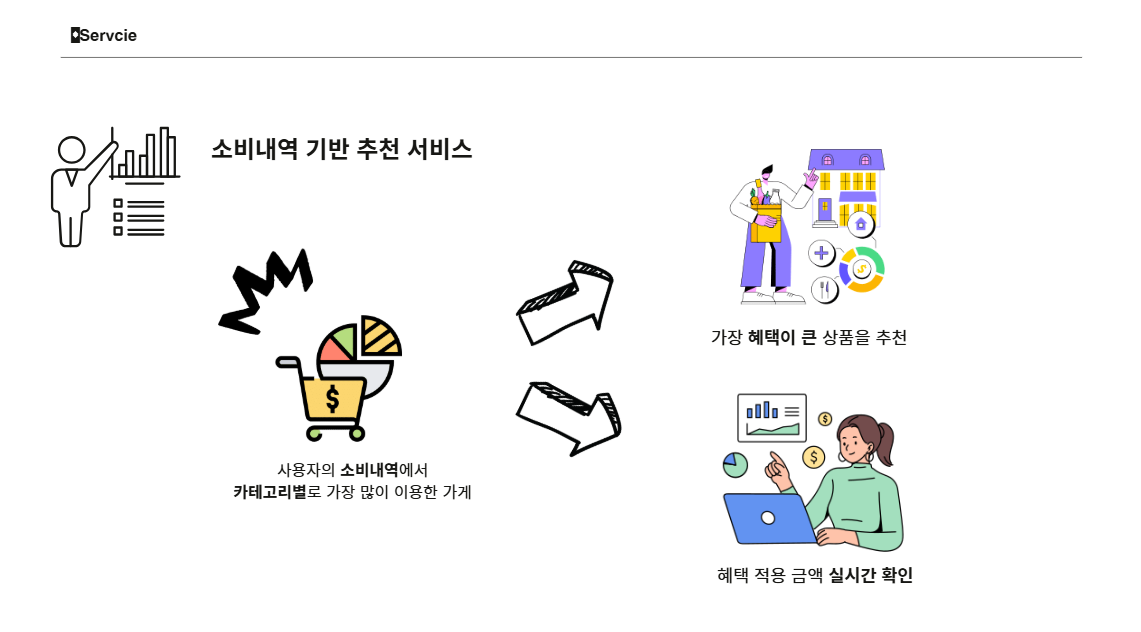 Servcie
소비내역 기반 추천 서비스
가장 혜택이 큰 상품을 추천
사용자의 소비내역에서
카테고리별로 가장 많이 이용한 가게
혜택 적용 금액 실시간 확인